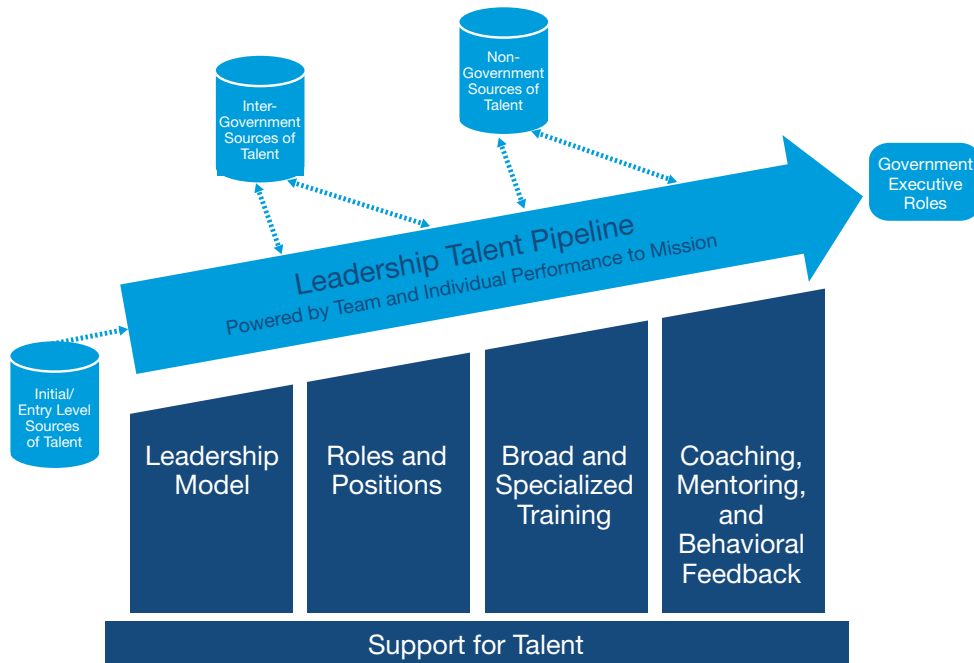 Non-
Government
Sources of
Talent
Inter-
Government
Sources of
Talent
Government
Executive
Roles
Leadership Talent Pipeline
Powered by Team and Individual Performance to Mission
Initial/
Entry Level
Sources
of Talent
Leadership
Model
Roles and
Positions
Broad and
Specialized
Training
Coaching,
Mentoring,
and
Behavioral
Feedback
Support for Talent